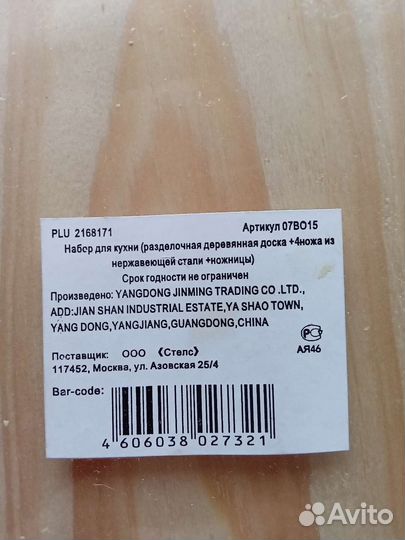 PLU 2168171 Артикул 07BO15
Набор для кухни (разделочная деревянная доска +4ножа из
нержавеющей стали +ножницы)
Срок годности не ограничен
Произведено: YANGDONG JINMING TRADING CO .LTD.,
ADD:JIAN SHAN INDUSTRIAL ESTATE,YA SHAO TOWN,
YANG DONG,YANGJIANG,GUANGDONG,CHINA
РСТ
АЯ46
Поставщик: ООО 《Стелс》
117452, Москва, ул. Азовская 25/4
Bar-code:
4 606038 027321
Avito